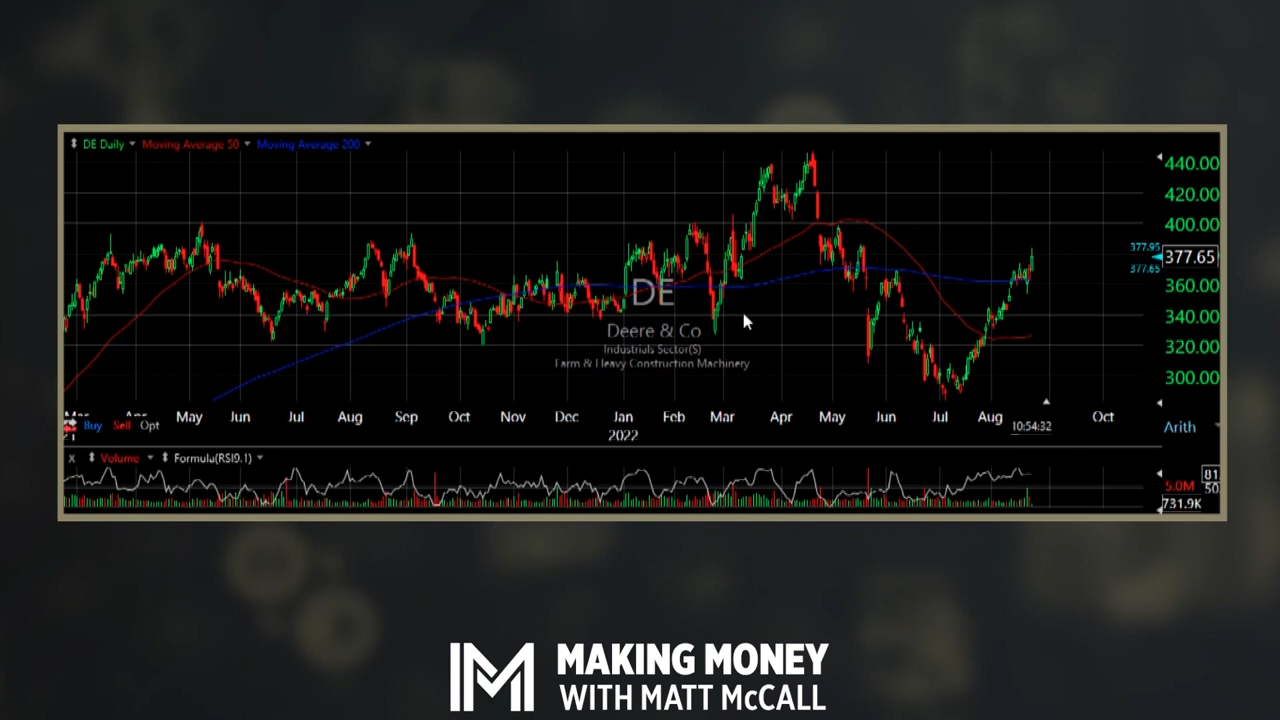 DE Daily Moving Average 50 Moving Average 200
440.00
420.00
400.00
377.95
377.65
377.65
360.00
340.00
320.00
300.00
DE
Deere & Co
Industrials Sector(S)
Farm & Heavy Construction Machinery
Mar Apr May Jun Jul Aug Sep Oct Nov Dec Jan Feb Mar Apr May Jun Jul Aug Oct
Buy Sell Opt 2022 10:54:32 Arith
X Volume Formula(RSI9.1)
81
5.0M 50
731.9K
MAKING MONEY
WITH MATT McCALL